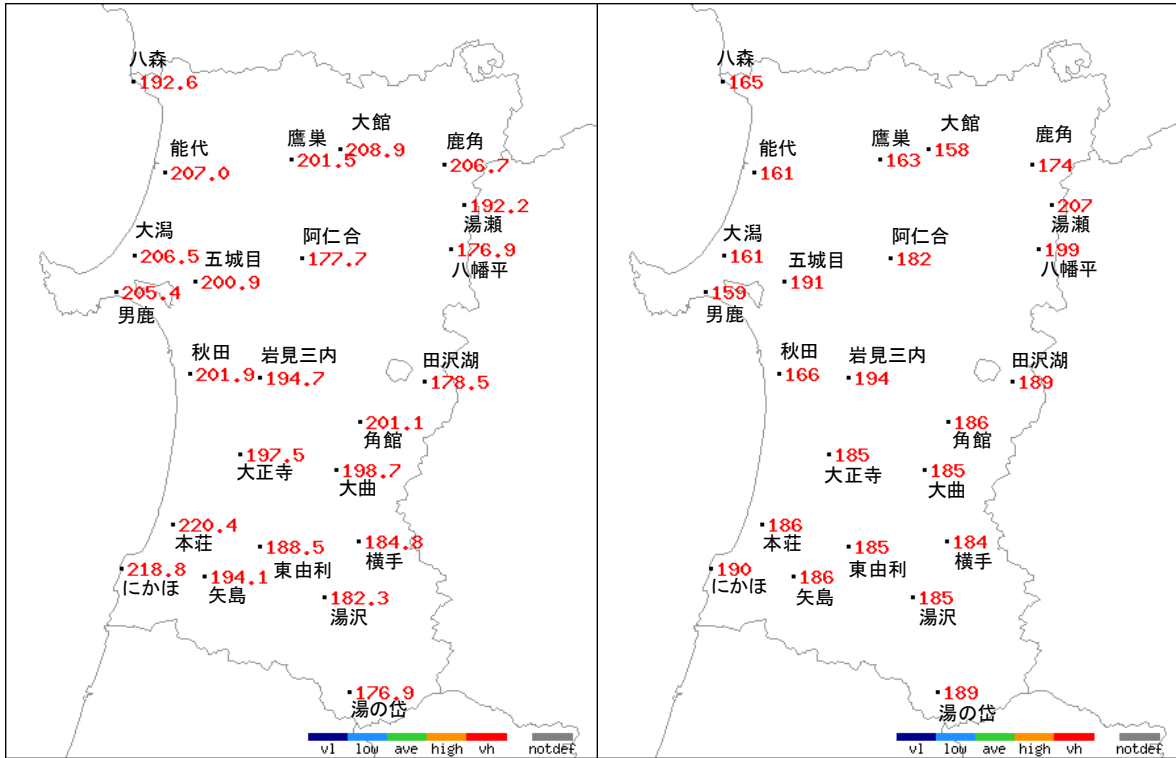 八森
192.6
大館
208.9
鷹巣
201.5
鹿角
206.7
能代
207.0
192.2
湯瀬
大潟
206.5
阿仁合
177.7
176.9
八幡平
五城目
200.9
205.4
男鹿
秋田
201.9
岩見三内
194.7
田沢湖
178.5
201.1
角館
197.5
大正寺
198.7
大曲
220.4
本荘
188.5
東由利
184.8
横手
218.8
にかほ
194.1
矢島
182.3
湯沢
176.9
湯の岱
vl low ave high vh notdef
八森
165
大館
158
鷹巣
163
鹿角
174
能代
161
207
湯瀬
大潟
161
阿仁合
182
199
八幡平
五城目
191
159
男鹿
秋田
166
岩見三内
194
田沢湖
189
186
角館
185
大正寺
185
大曲
186
本荘
185
東由利
184
横手
190
にかほ
186
矢島
185
湯沢
189
湯の岱
vl low ave high vh notdef